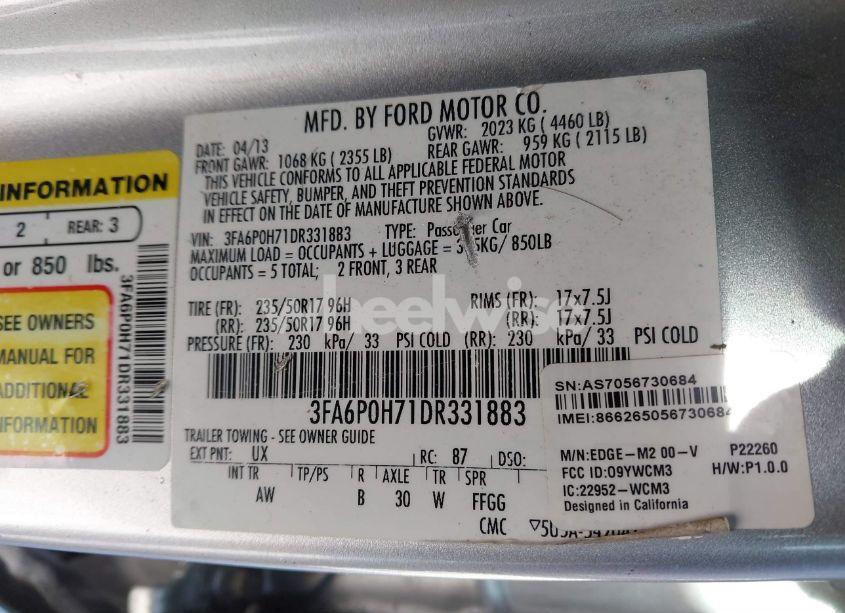 MFD. BY FORD MOTOR CO.
DATE: 04/13
GVWR: 2023 KG ( 4460 LB)
FRONT GAWR: 1068 KG ( 2355 LB)
REAR GAWR: 959 KG ( 2115 LB)
THIS VEHICLE CONFORMS TO ALL APPLICABLE FEDERAL MOTOR
VEHICLE SAFETY, BUMPER, AND THEFT PREVENTION STANDARDS
IN EFFECT ON THE DATE OF MANUFACTURE SHOWN ABOVE.
VIN: 3FA6P0H71DR331883 TYPE: Car
MAXIMUM LOAD = OCCUPANTS + LUGGAGE = 850LB
OCCUPANTS = 5 TOTAL; 2 FRONT, 3 REAR
TIRE (FR): 235/50R17 96H RIMS (FR): 17x7.5J
(RR): 235/50R17 96H (RR): 17x7.5J
PRESSURE (FR): 230 kPa/ 33 PSI COLD (RR): 230 kPa/ 33 PSI COLD
3FA6P0H71DR331883
TRAILER TOWING - SEE OWNER GUIDE
EXT PNT: UX RC: 87 DSO:
INT TR TP/PS R AXLE TR SPR
AW B 30 W FFGG
CMC
SN:AS7056730684
IMEI:866265056730684
M/N:EDGE-M2 00-V P22260
FCC ID:O9YWCM3 H/W:P1.0.0
IC:22952-WCM3
Designed in California
INFORMATION
2 REAR: 3
or 850 lbs.
SEE OWNERS
MANUAL FOR
ADDITIONAL
INFORMATION
3FA6P0H71DR331883
heelwise